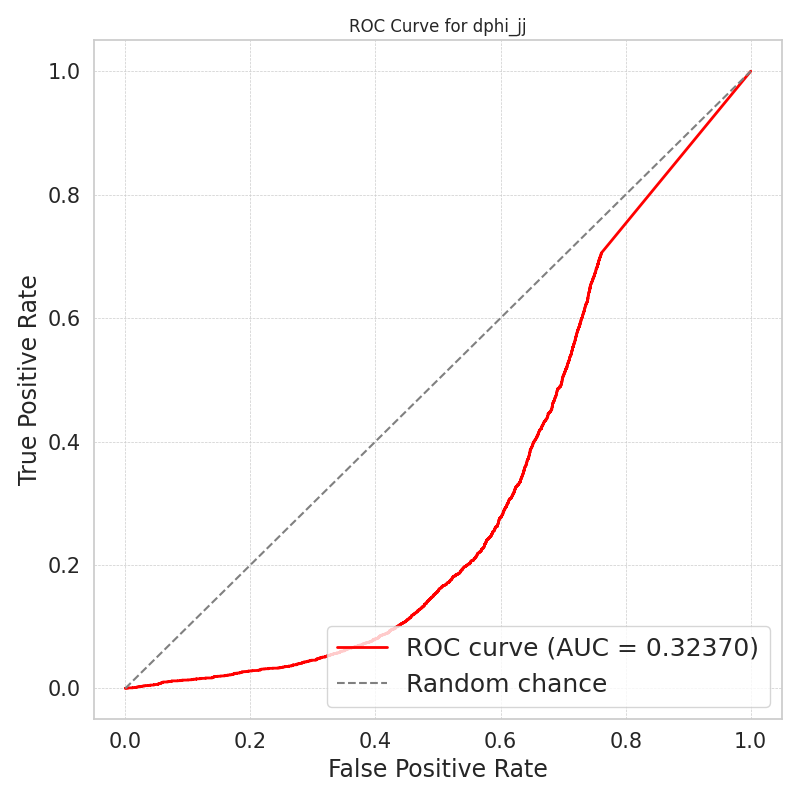 ROC Curve for dphi_jj
True Positive Rate
1.0
0.8
0.6
0.4
0.2
0.0
ROC curve (AUC = 0.32370)
Random chance
0.0 0.2 0.4 0.6 0.8 1.0
False Positive Rate